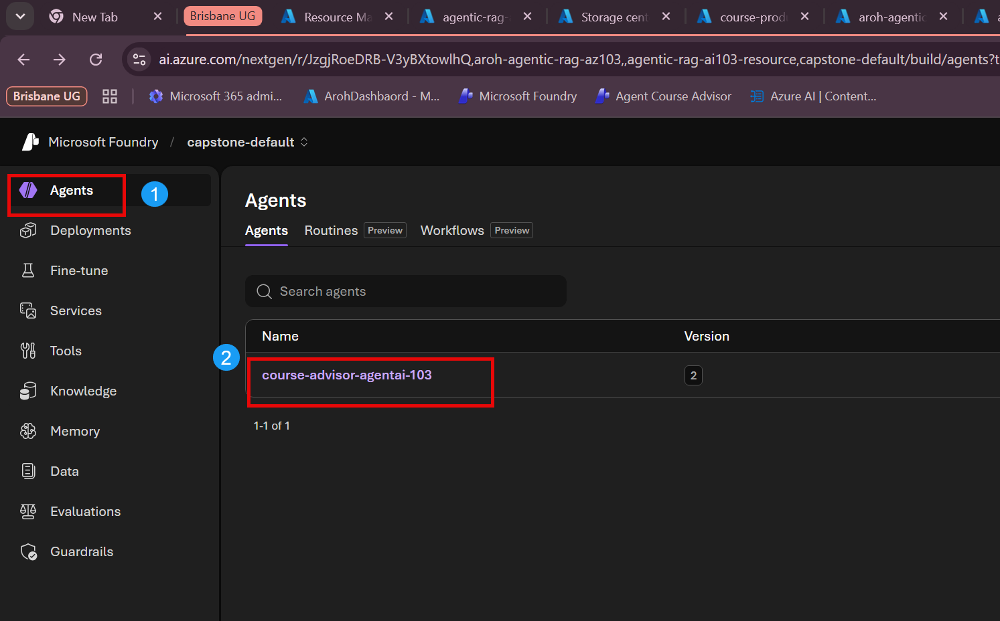 New Tab
Brisbane UG
Resource Ma
agentic-rag-
Storage cent
course-produ
aroh-agentic
ai.azure.com/nextgen/r/JzgjRoeDRB-V3yBXtowlhQ,aroh-agentic-rag-az103,,agentic-rag-ai103-resource,capstone-default/build/agents?t
Brisbane UG
Microsoft 365 admi...
ArohDashbaord - M...
Microsoft Foundry
Agent Course Advisor
Azure AI | Content...
Microsoft Foundry / capstone-default
Agents
1
Deployments
Fine-tune
Services
Tools
Knowledge
Memory
Data
Evaluations
Guardrails
Agents
Agents
Routines Preview
Workflows Preview
Search agents
Name Version
2
course-advisor-agentai-103 2
1-1 of 1